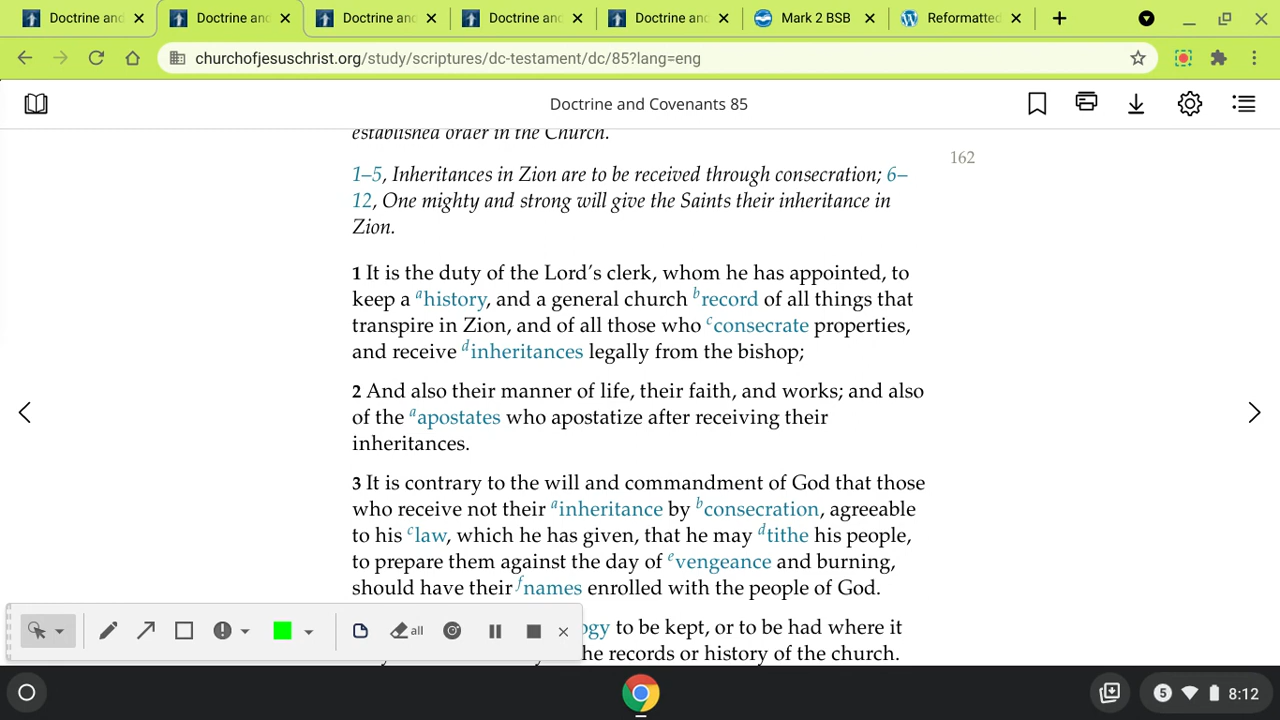 Doctrine and
Doctrine and
Doctrine and
Doctrine and
Doctrine and
Mark 2 BSB
Reformatted
churchofjesuschrist.org/study/scriptures/dc-testament/dc/85?lang=eng
Doctrine and Covenants 85
established order in the Church.
162
1–5, Inheritances in Zion are to be received through consecration; 6–
12, One mighty and strong will give the Saints their inheritance in
Zion.
1 It is the duty of the Lord's clerk, whom he has appointed, to
keep a ahistory, and a general church brecord of all things that
transpire in Zion, and of all those who cconsecrate properties,
and receive dinheritances legally from the bishop;
2 And also their manner of life, their faith, and works; and also
of the aapostates who apostatize after receiving their
inheritances.
3 It is contrary to the will and commandment of God that those
who receive not their ainheritance by bconsecration, agreeable
to his claw, which he has given, that he may dtithe his people,
to prepare them against the day of evengeance and burning,
should have their fnames enrolled with the people of God.
ogy to be kept, or to be had where it
all
he records or history of the church.
5
8:12